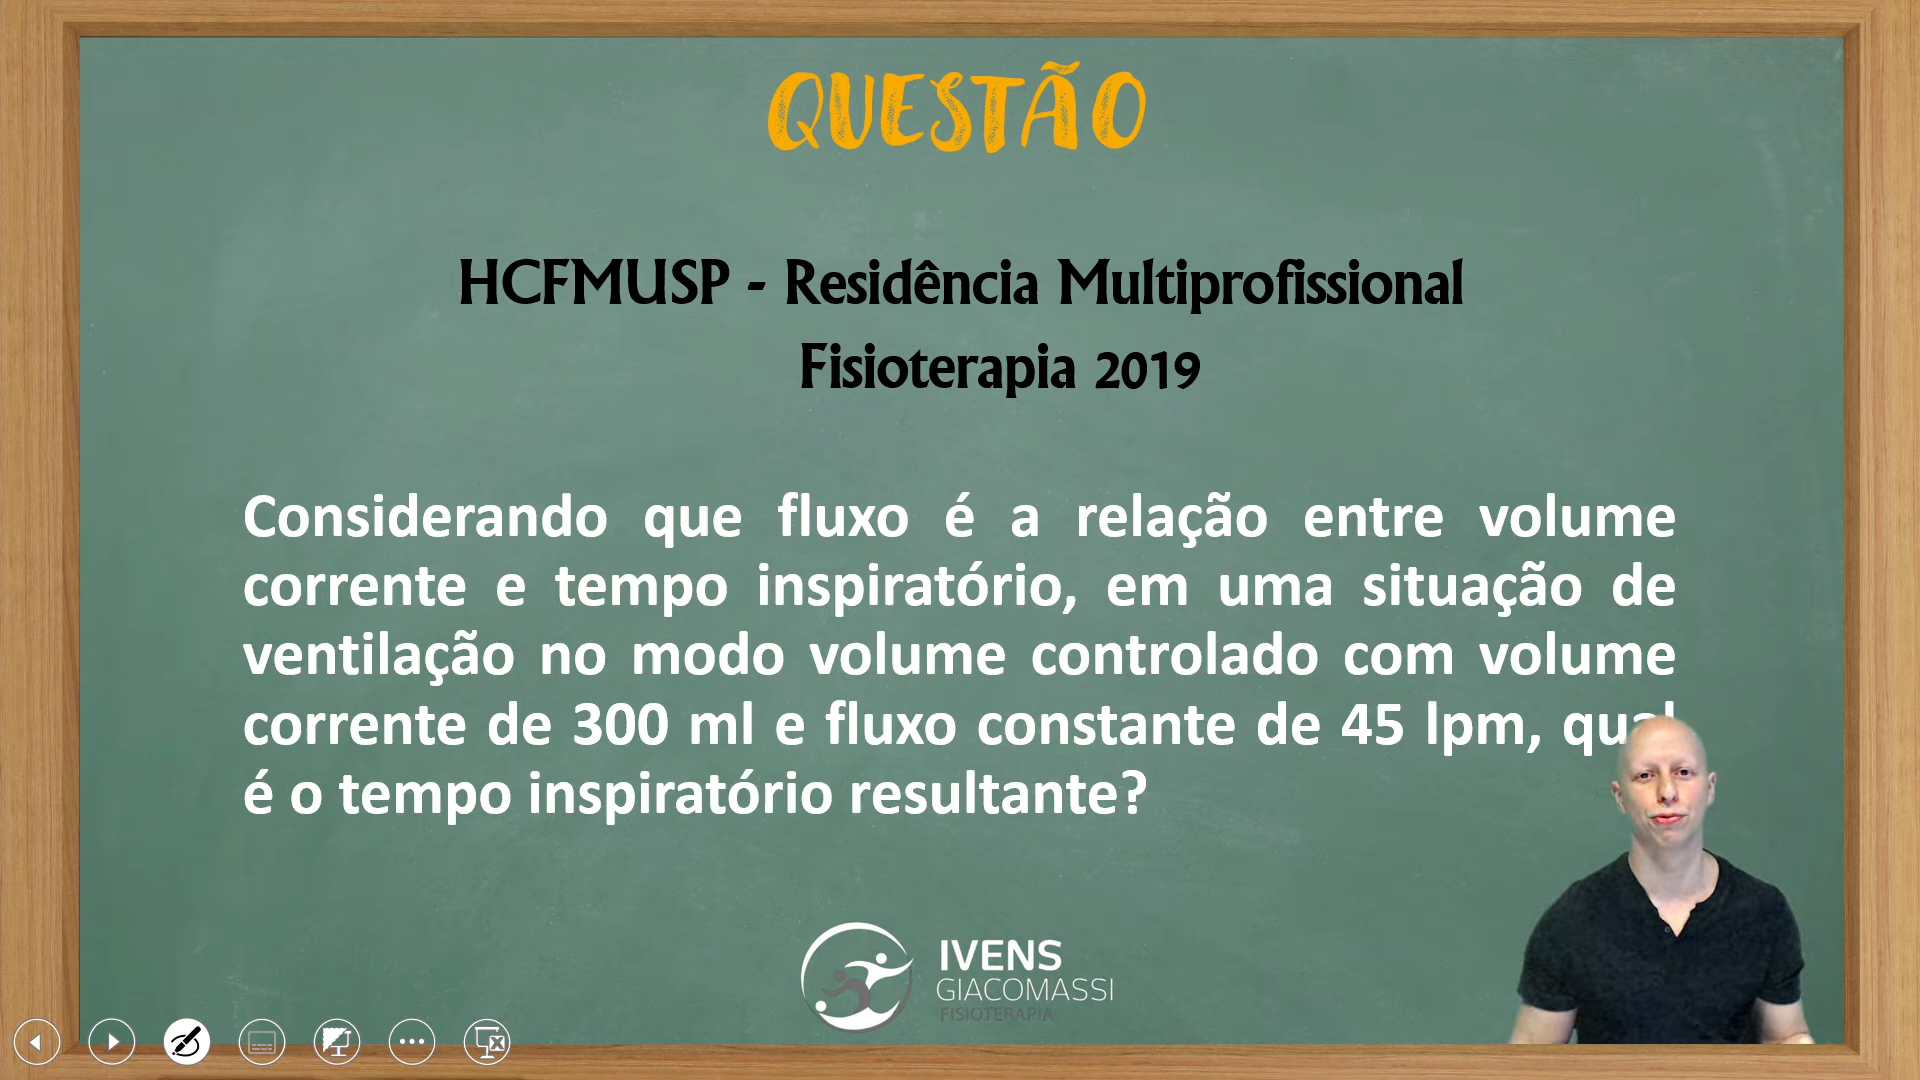 QUESTÃO
HCFMUSP - Residência Multiprofissional
Fisioterapia 2019
Considerando que fluxo é a relação entre volume
corrente e tempo inspiratório, em uma situação de
ventilação no modo volume controlado com volume
corrente de 300 ml e fluxo constante de 45 lpm, qual
é o tempo inspiratório resultante?
IVENS
GIACOMASSI
FISIOTERAPIA